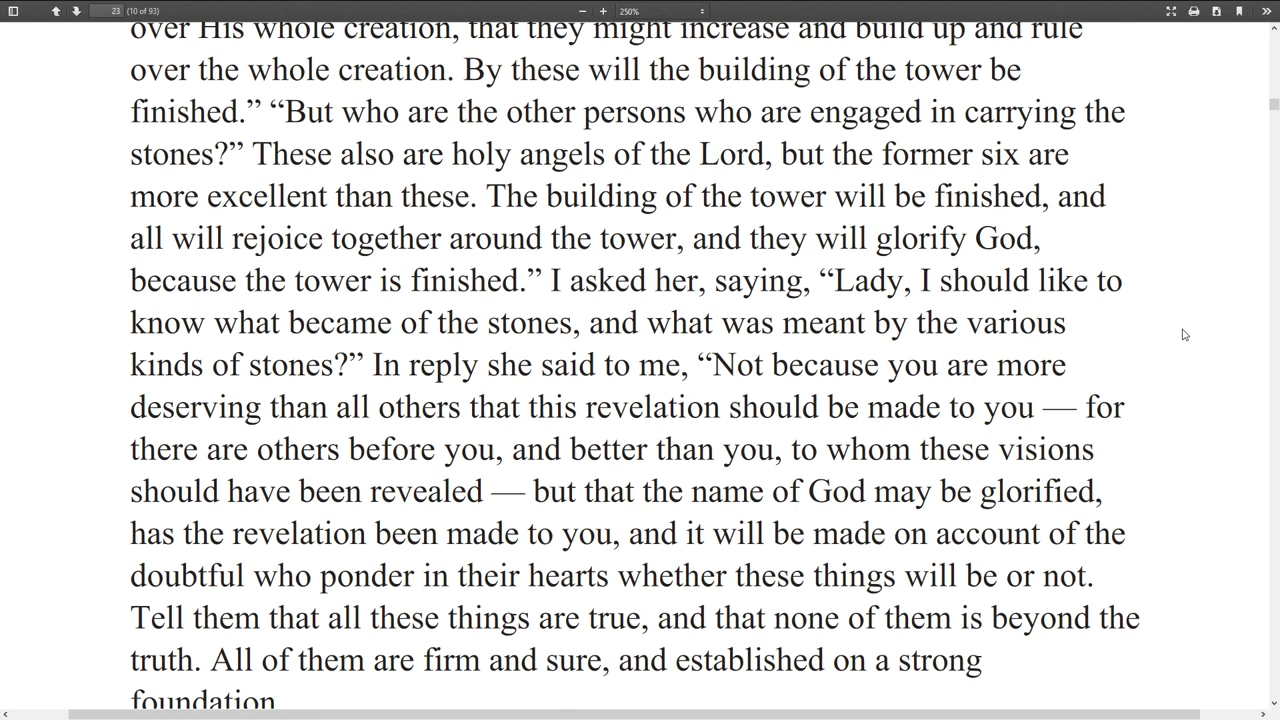 23 (10 of 93) 250%
over His whole creation, that they might increase and build up and rule
over the whole creation. By these will the building of the tower be
finished.” “But who are the other persons who are engaged in carrying the
stones?” These also are holy angels of the Lord, but the former six are
more excellent than these. The building of the tower will be finished, and
all will rejoice together around the tower, and they will glorify God,
because the tower is finished.” I asked her, saying, “Lady, I should like to
know what became of the stones, and what was meant by the various
kinds of stones?” In reply she said to me, “Not because you are more
deserving than all others that this revelation should be made to you — for
there are others before you, and better than you, to whom these visions
should have been revealed — but that the name of God may be glorified,
has the revelation been made to you, and it will be made on account of the
doubtful who ponder in their hearts whether these things will be or not.
Tell them that all these things are true, and that none of them is beyond the
truth. All of them are firm and sure, and established on a strong
foundation